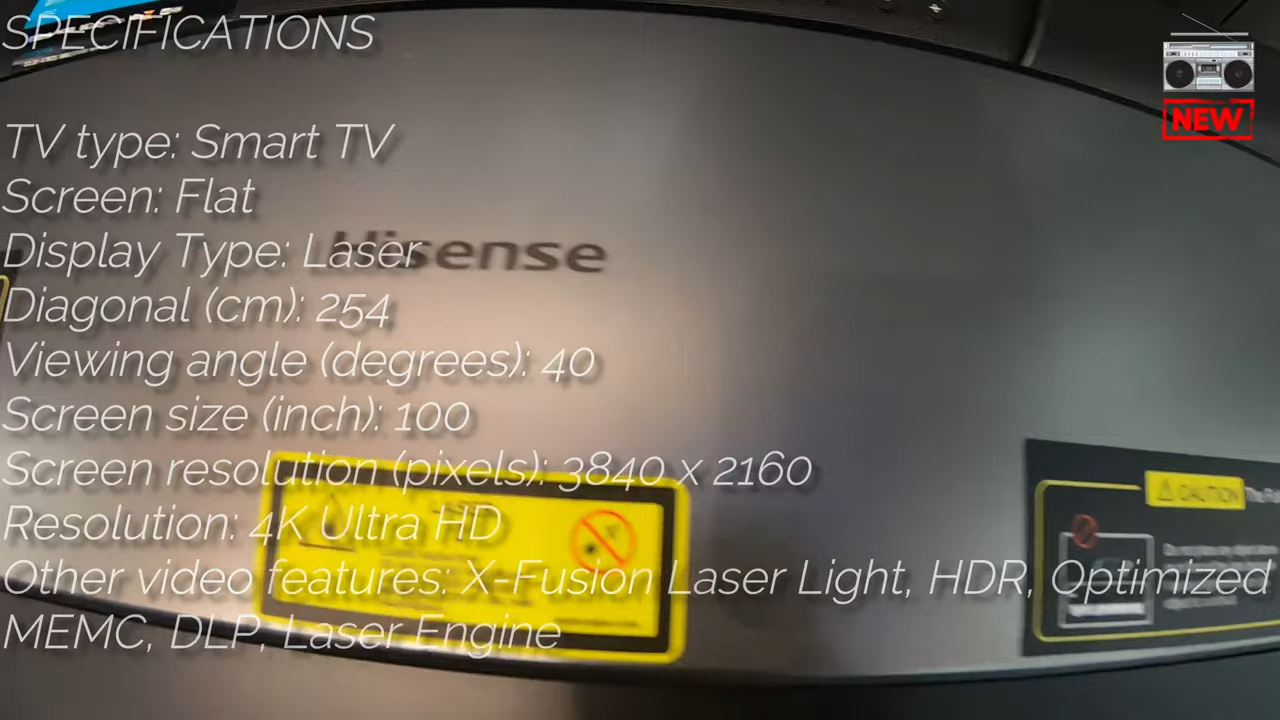 SPECIFICATIONS
NEW
TV type: Smart TV
Screen: Flat
Display Type: Laser
Hisense
Diagonal (cm): 254
Viewing angle (degrees): 40
Screen size (inch): 100
Screen resolution (pixels): 3840 x 2160
CAUTION
Resolution: 4K Ultra HD
Other video features: X-Fusion Laser Light, HDR, Optimized
MEMC, DLP, Laser Engine